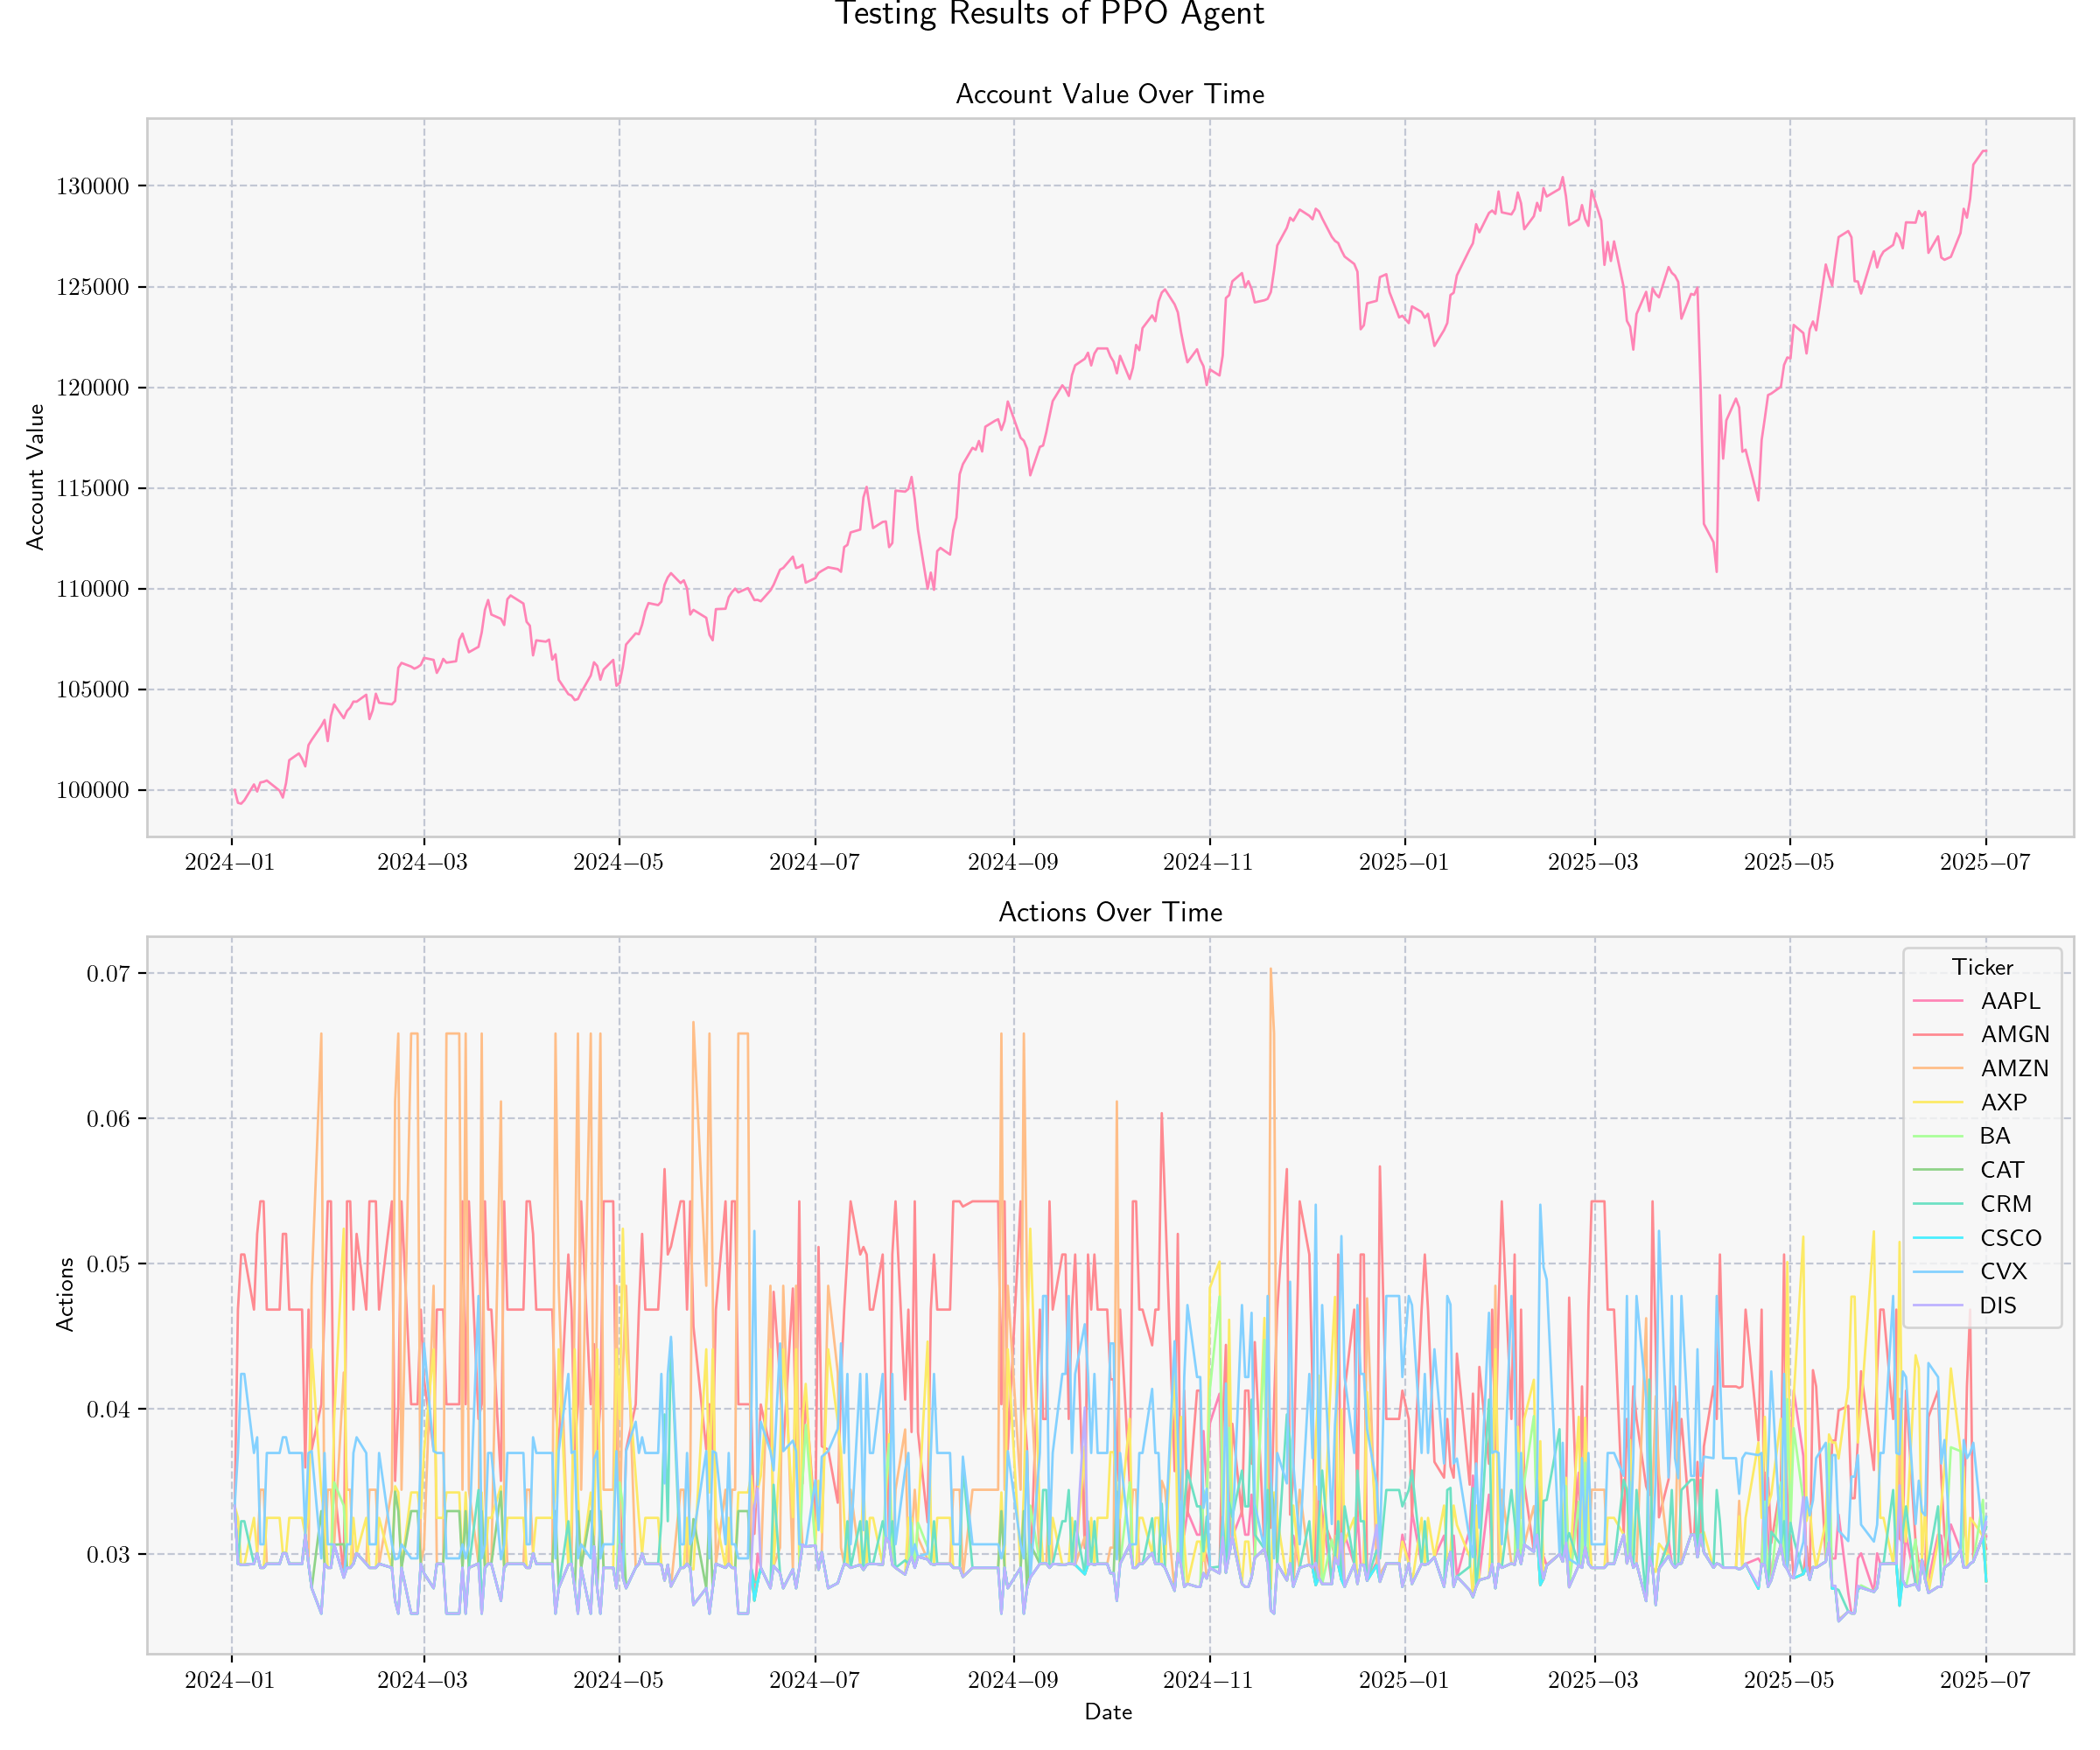 Testing Results of PPO Agent
Account Value Over Time
Account Value
130000
125000
120000
115000
110000
105000
100000
2024–01 2024–03 2024–05 2024–07 2024–09 2024–11 2025–01 2025–03 2025–05 2025–07
Actions Over Time
Actions
0.07
0.06
0.05
0.04
0.03
Ticker
AAPL
AMGN
AMZN
AXP
BA
CAT
CRM
CSCO
CVX
DIS
2024–01 2024–03 2024–05 2024–07 2024–09 2024–11 2025–01 2025–03 2025–05 2025–07
Date